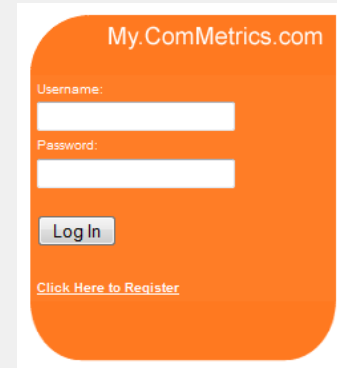 My.ComMetrics.com
Username:
Password:
Log In
Click Here to Register